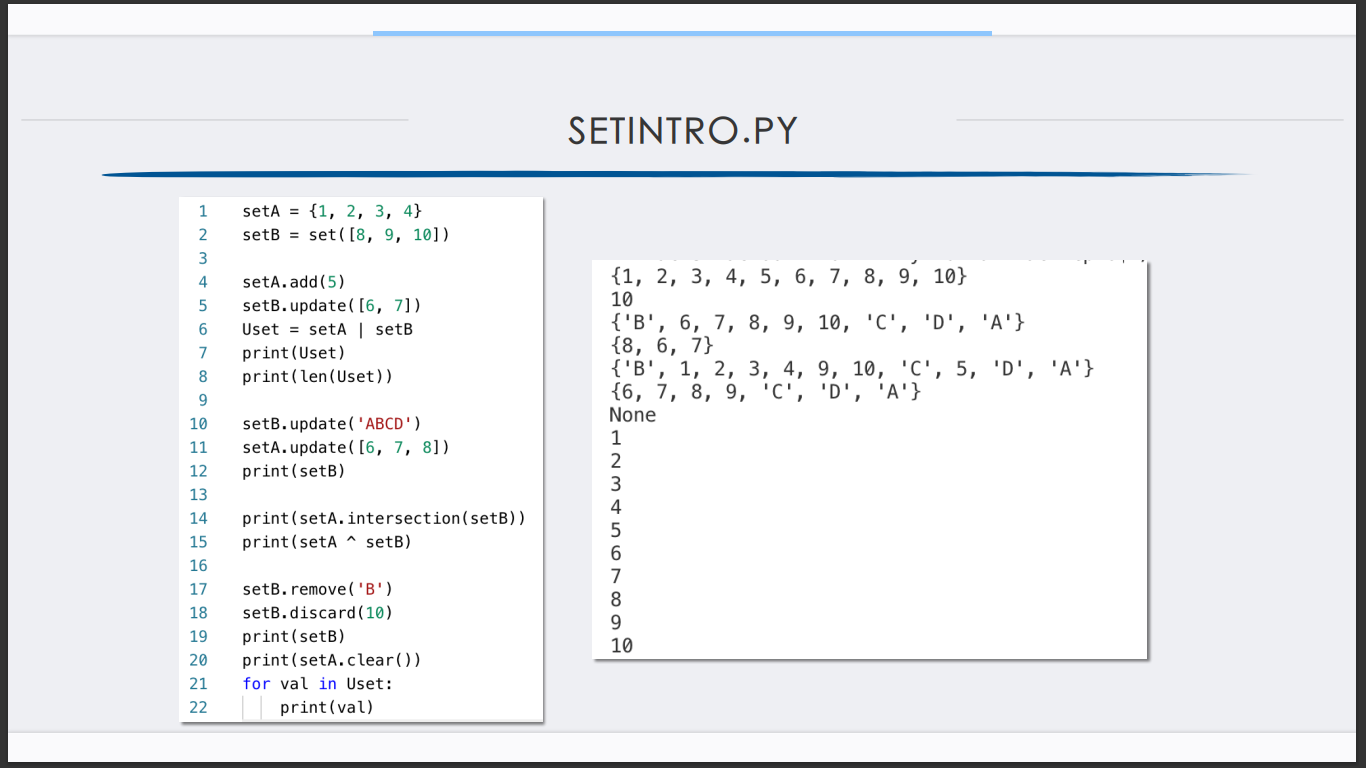 SETINTRO.PY
1 setA = {1, 2, 3, 4}
2 setB = set([8, 9, 10])
3
4 setA.add(5)
5 setB.update([6, 7])
6 Uset = setA | setB
7 print(Uset)
8 print(len(Uset))
9
10 setB.update('ABCD')
11 setA.update([6, 7, 8])
12 print(setB)
13
14 print(setA.intersection(setB))
15 print(setA ^ setB)
16
17 setB.remove('B')
18 setB.discard(10)
19 print(setB)
20 print(setA.clear())
21 for val in Uset:
22 print(val)
{1, 2, 3, 4, 5, 6, 7, 8, 9, 10}
10
{'B', 6, 7, 8, 9, 10, 'C', 'D', 'A'}
{8, 6, 7}
{'B', 1, 2, 3, 4, 9, 10, 'C', 5, 'D', 'A'}
{6, 7, 8, 9, 'C', 'D', 'A'}
None
1
2
3
4
5
6
7
8
9
10